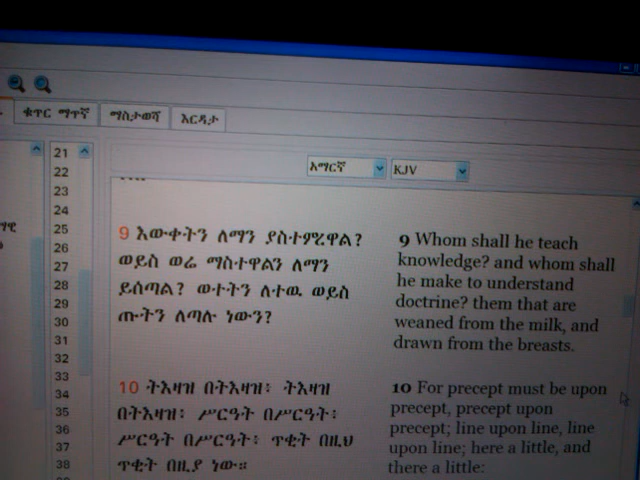 ቁጥር ማጥኛ ማስታወሻ እርዳታ
አማርኛ KJV
21
22
23
24
25
26
27
28
29
30
31
32
33
34
35
36
37
38
9 እውቀትን ለማን ያስተምረዋል?
ወይስ ወሬ ማስተዋልን ለማን
ይሰጣል? ወተትን ለተዉ ወይስ
ጡትን ለጣሉ ነውን?
10 ትእዛዝ በትእዛዝ፥ ትእዛዝ
በትእዛዝ፥ ሥርዓት በሥርዓት፥
ሥርዓት በሥርዓት፥ ጥቂት በዚህ
ጥቂት በዚያ ነው።
9 Whom shall he teach
knowledge? and whom shall
he make to understand
doctrine? them that are
weaned from the milk, and
drawn from the breasts.
10 For precept must be upon
precept, precept upon
precept; line upon line, line
upon line; here a little, and
there a little: